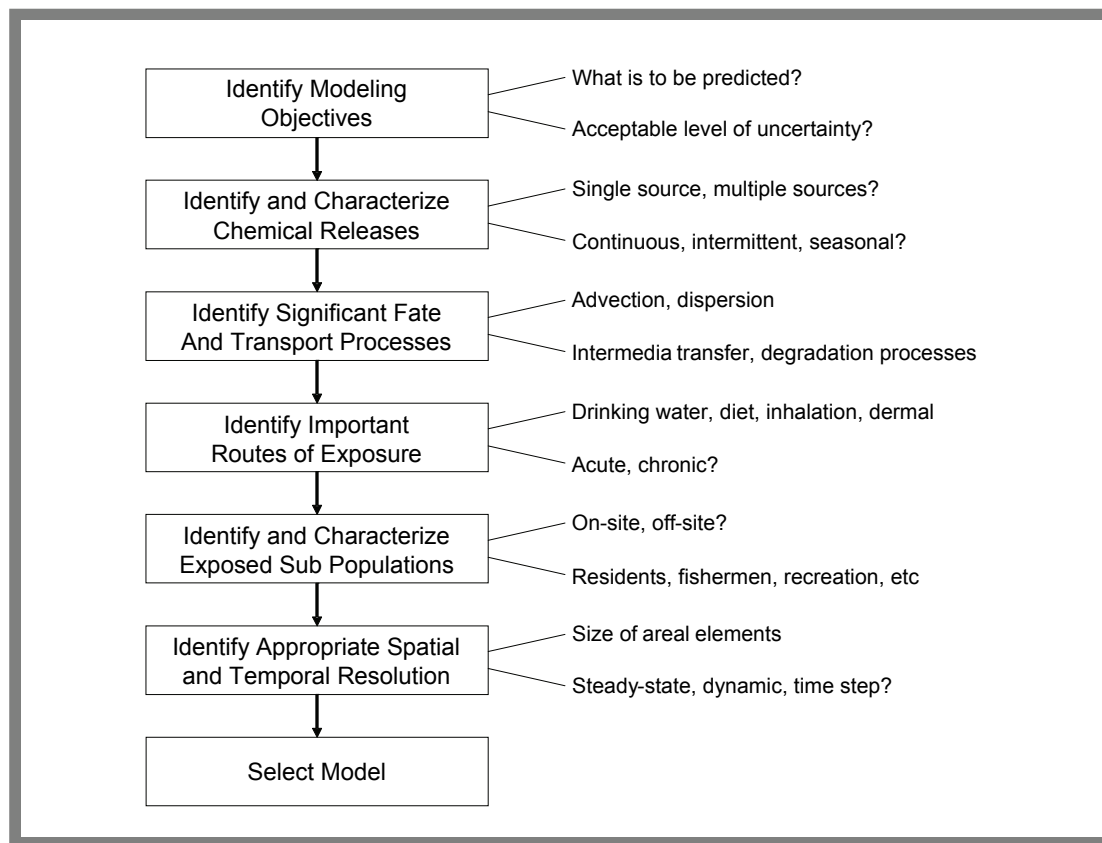 Identify Modeling
Objectives
What is to be predicted?
Acceptable level of uncertainty?
Identify and Characterize
Chemical Releases
Single source, multiple sources?
Continuous, intermittent, seasonal?
Identify Significant Fate
And Transport Processes
Advection, dispersion
Intermedia transfer, degradation processes
Identify Important
Routes of Exposure
Drinking water, diet, inhalation, dermal
Acute, chronic?
Identify and Characterize
Exposed Sub Populations
On-site, off-site?
Residents, fishermen, recreation, etc
Identify Appropriate Spatial
and Temporal Resolution
Size of areal elements
Steady-state, dynamic, time step?
Select Model